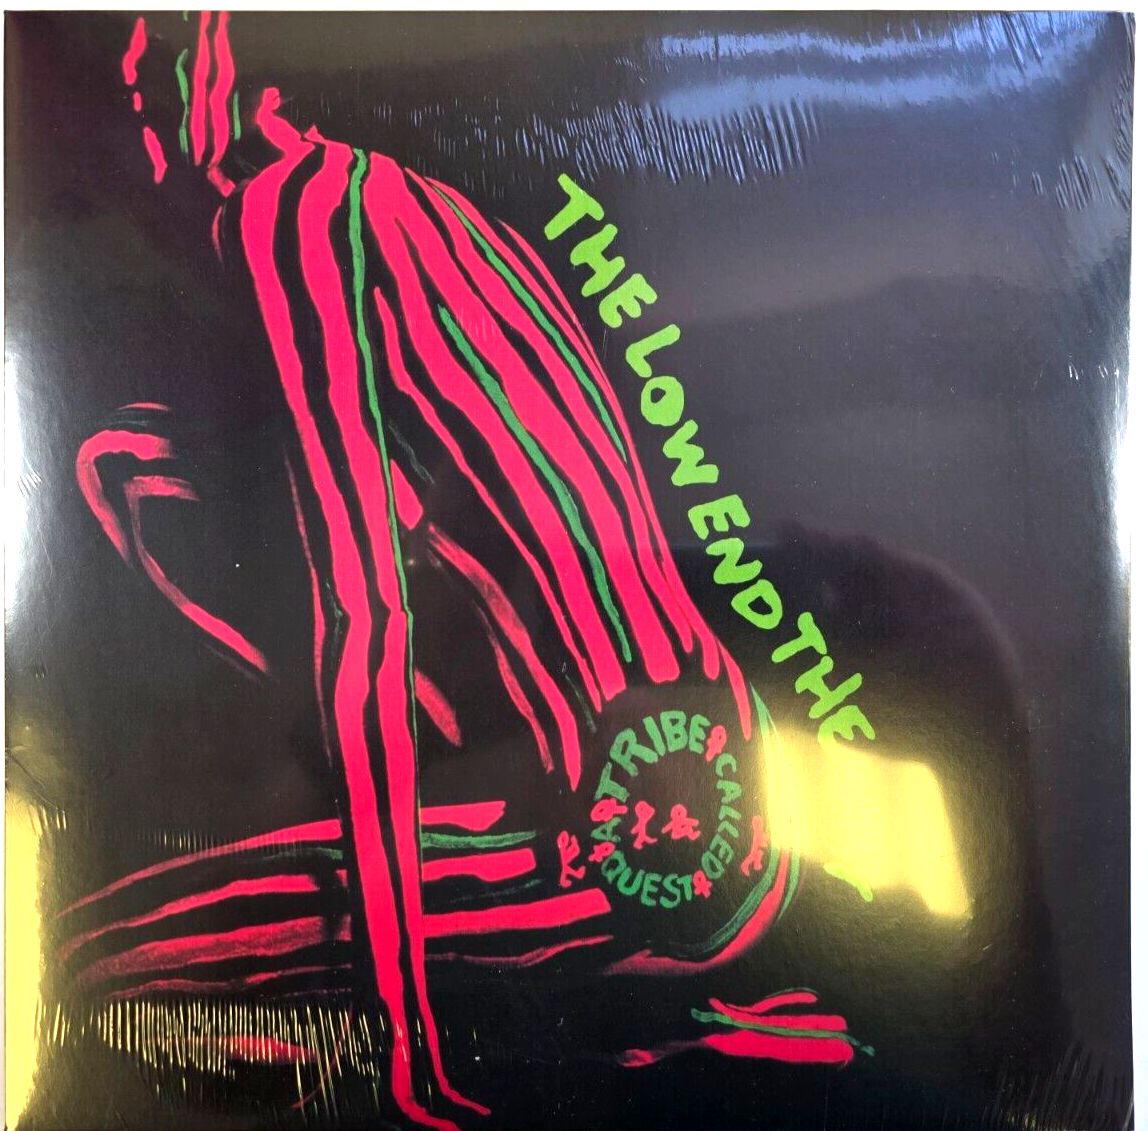 THE LOW END THE
A TRIBE CALLED QUEST